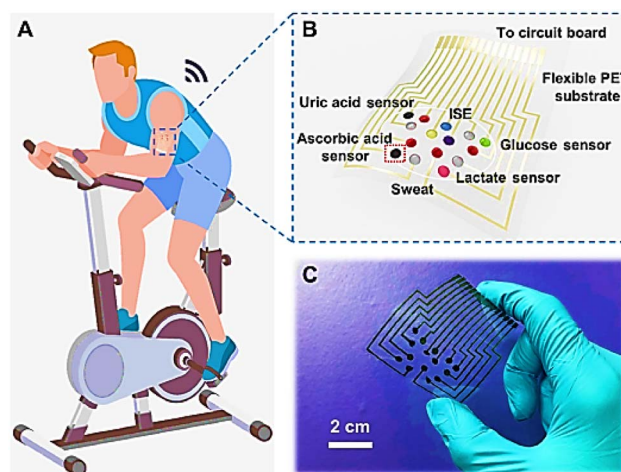 A
B
To circuit board
Flexible PET
substrate
Uric acid sensor
ISE
Ascorbic acid
sensor
Glucose sensor
Lactate sensor
Sweat
C
2 cm